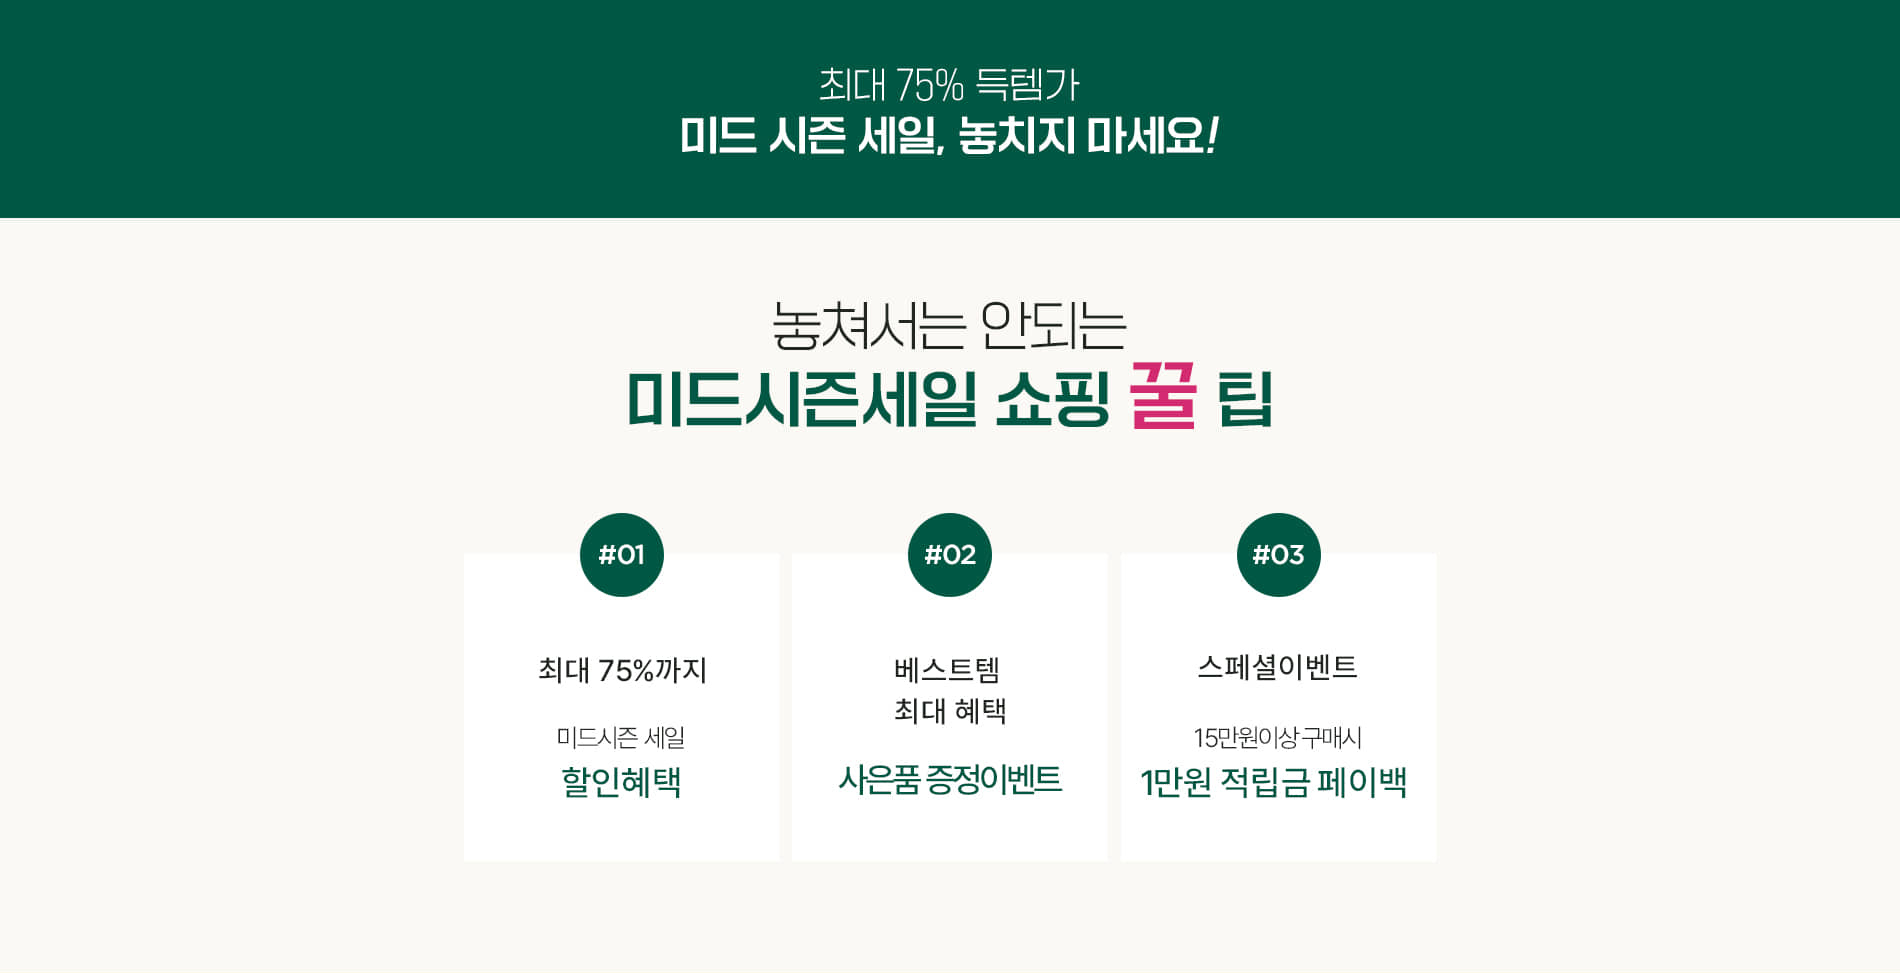 최대 75% 득템가
미드 시즌 세일, 놓치지 마세요!
놓쳐서는 안되는
미드시즌세일 쇼핑 꿀 팁
#01
최대 75%까지
미드시즌 세일
할인혜택
#02
베스트템
최대 혜택
사은품 증정이벤트
#03
스페셜이벤트
15만원이상 구매시
1만원 적립금 페이백